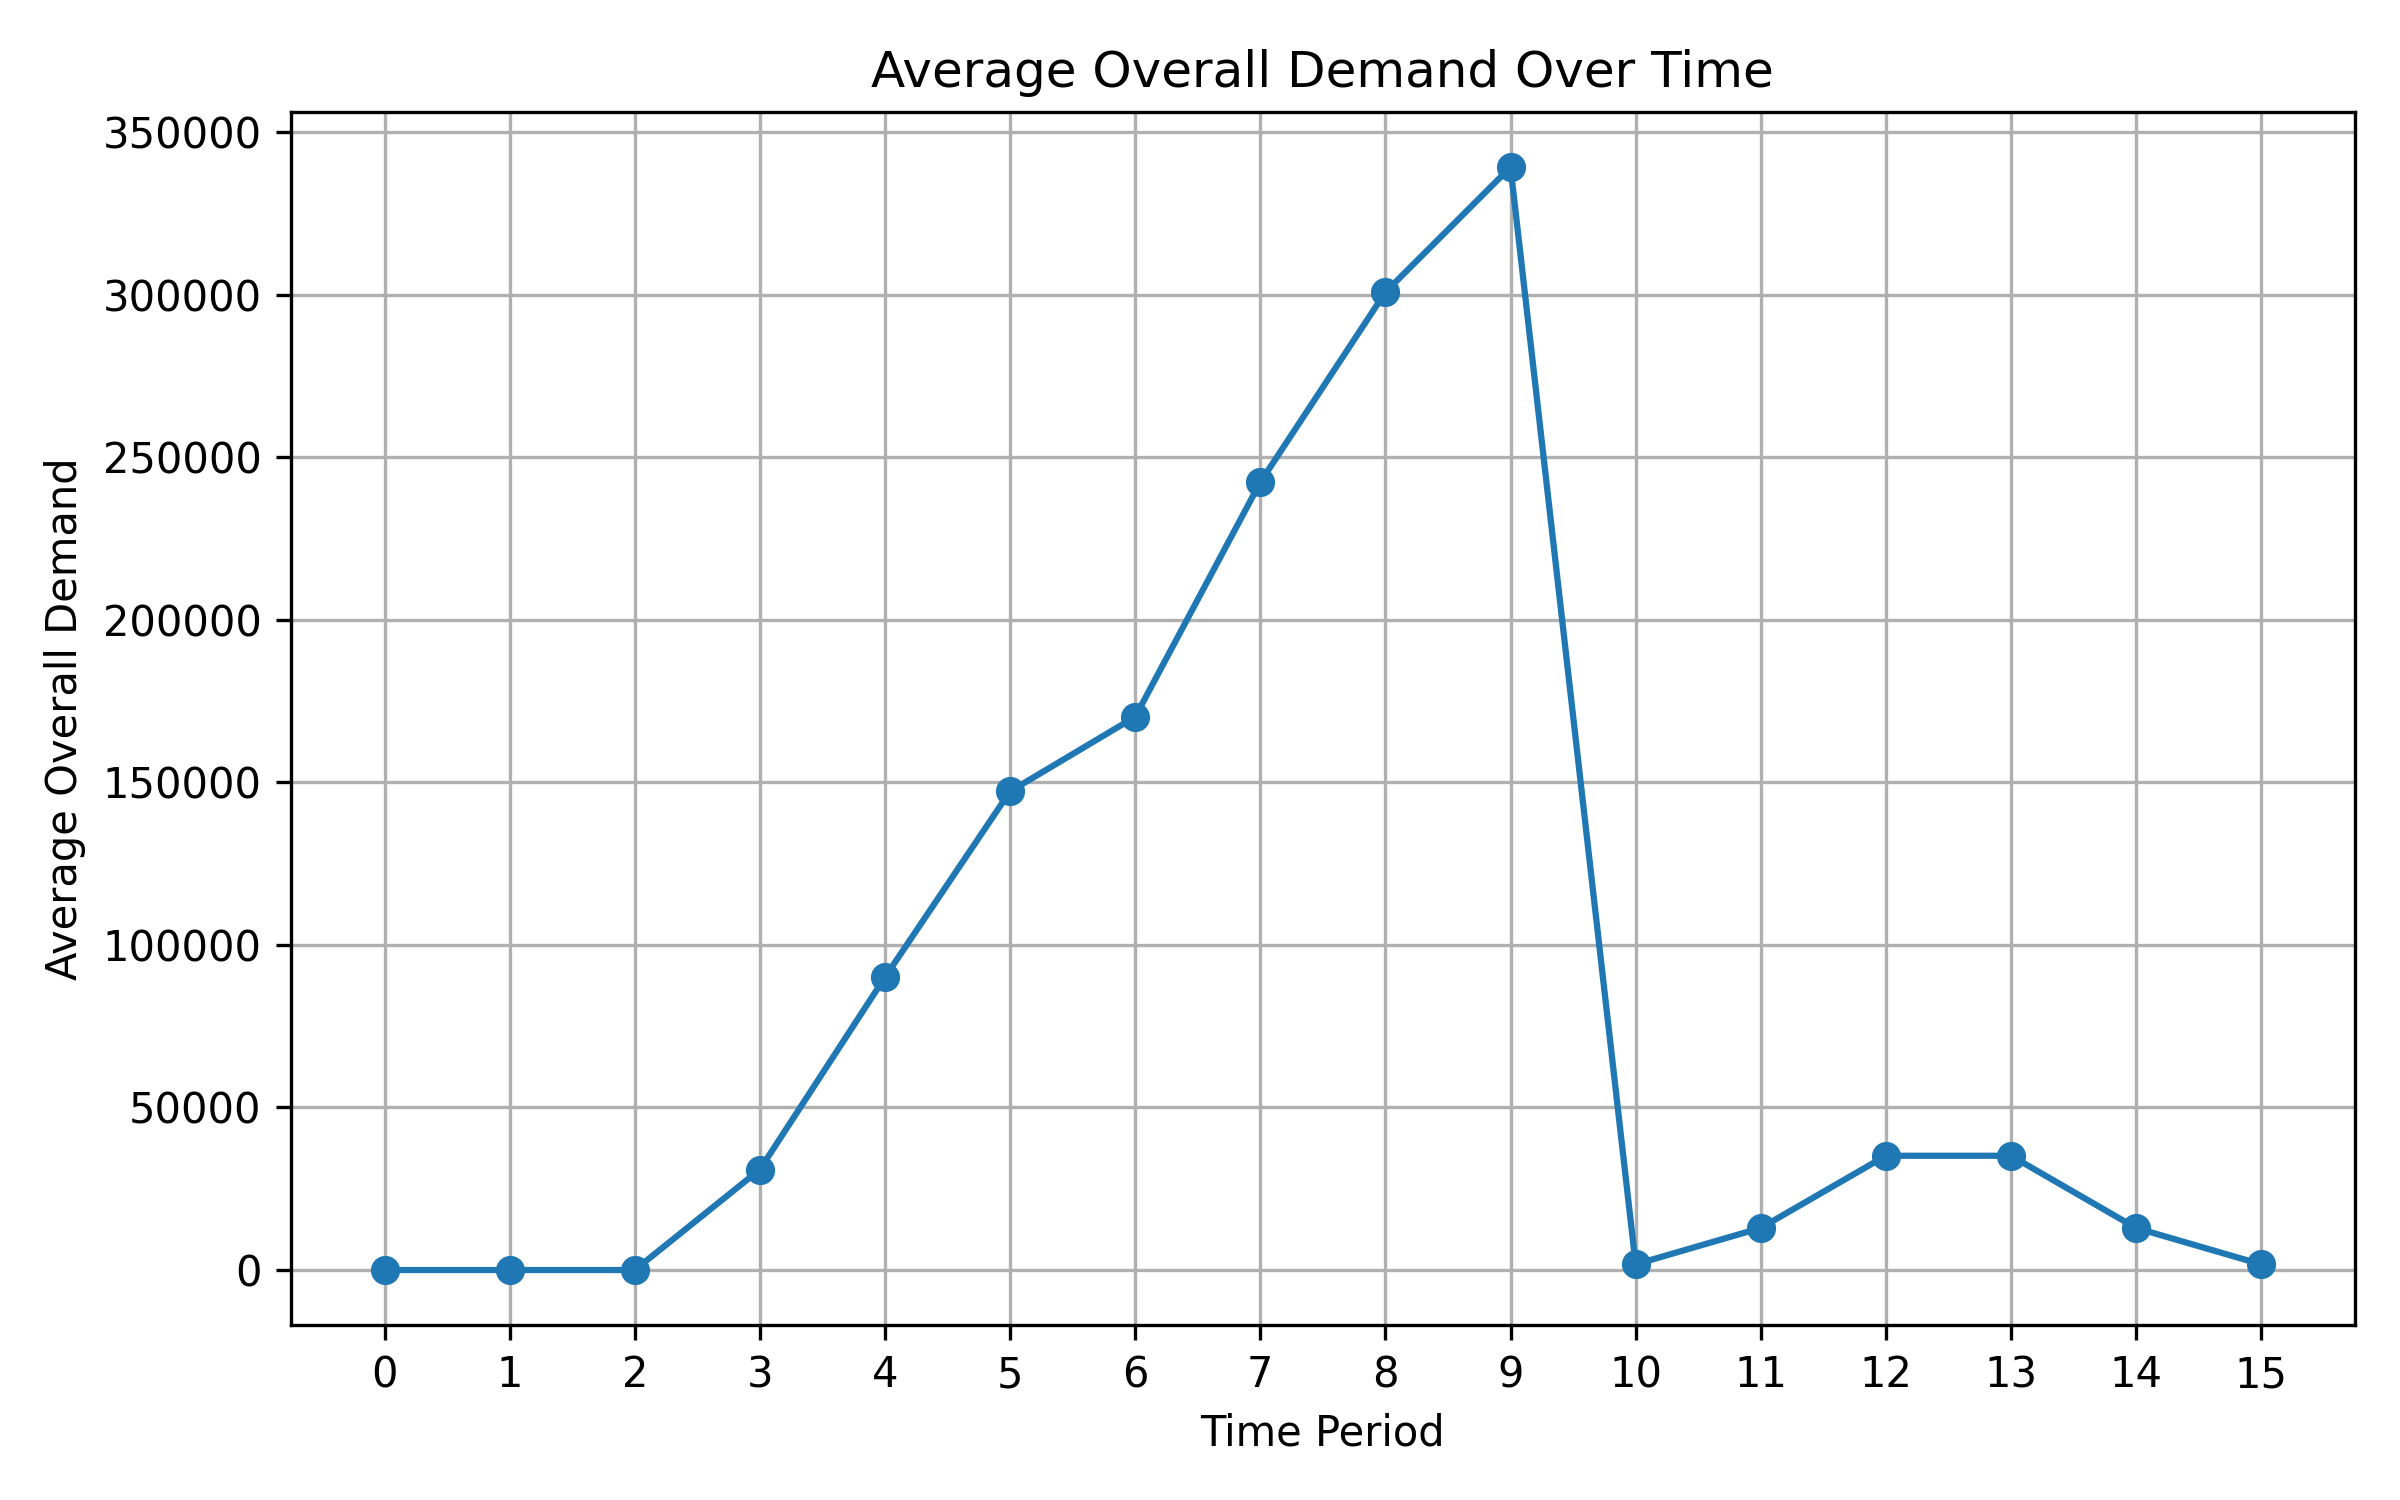 Average Overall Demand Over Time
350000
300000
250000
200000
150000
100000
50000
0
Average Overall Demand
0 1 2 3 4 5 6 7 8 9 10 11 12 13 14 15
Time Period